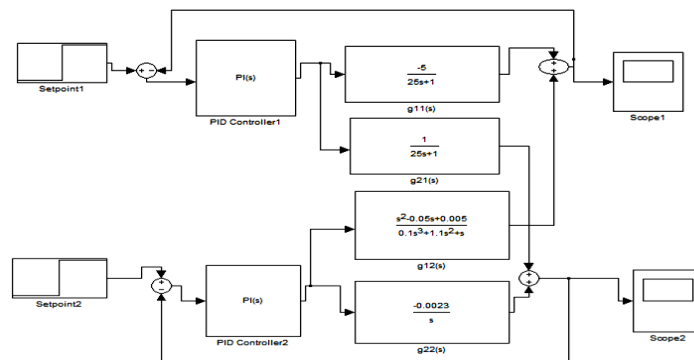 Setpoint1
+ -
PI(s)
PID Controller1
-5
25s+1
g11(s)
+
+
Scope1
1
25s+1
g21(s)
s²-0.05s+0.005
0.1s³+1.1s²+s
g12(s)
Setpoint2
+
-
PI(s)
PID Controller2
-0.0023
s
g22(s)
+
+
Scope2